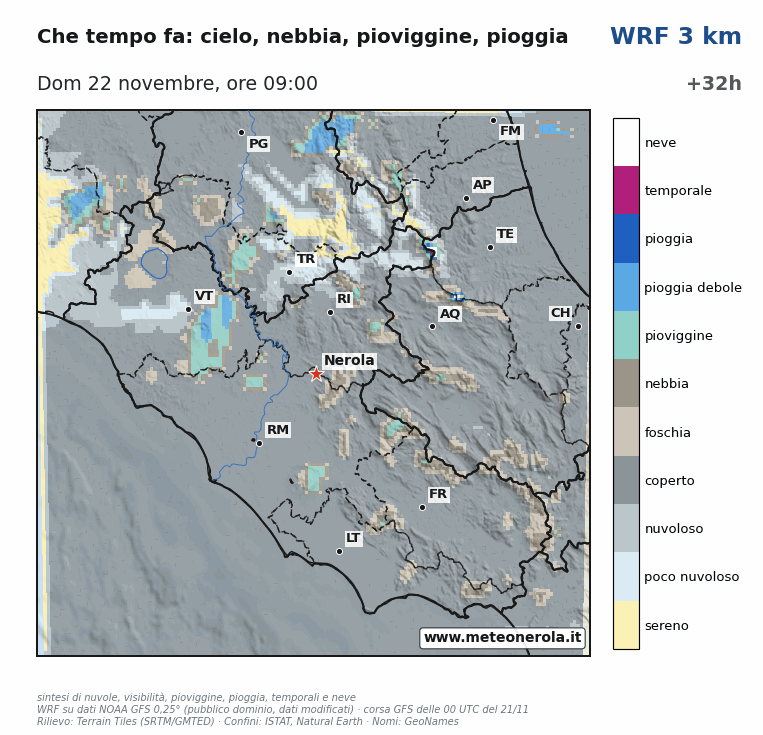 Che tempo fa: cielo, nebbia, pioviggine, pioggia
WRF 3 km
Dom 22 novembre, ore 09:00
+32h
PG
FM
AP
TE
TR
VT
RI
AQ
CH
Nerola
RM
FR
LT
www.meteonerola.it
neve
temporale
pioggia
pioggia debole
pioviggine
nebbia
foschia
coperto
nuvoloso
poco nuvoloso
sereno
sintesi di nuvole, visibilità, pioviggine, pioggia, temporali e neve
WRF su dati NOAA GFS 0,25° (pubblico dominio, dati modificati) · corsa GFS delle 00 UTC del 21/11
Rilievo: Terrain Tiles (SRTM/GMTED) · Confini: ISTAT, Natural Earth · Nomi: GeoNames